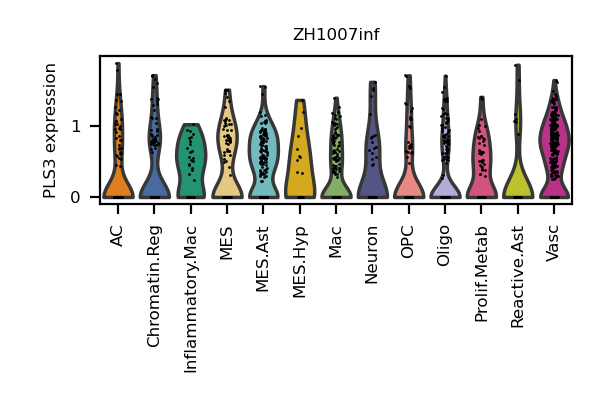 ZH1007inf
PLS3 expression
1
0
AC
Chromatin.Reg
Inflammatory.Mac
MES
MES.Ast
MES.Hyp
Mac
Neuron
OPC
Oligo
Prolif.Metab
Reactive.Ast
Vasc